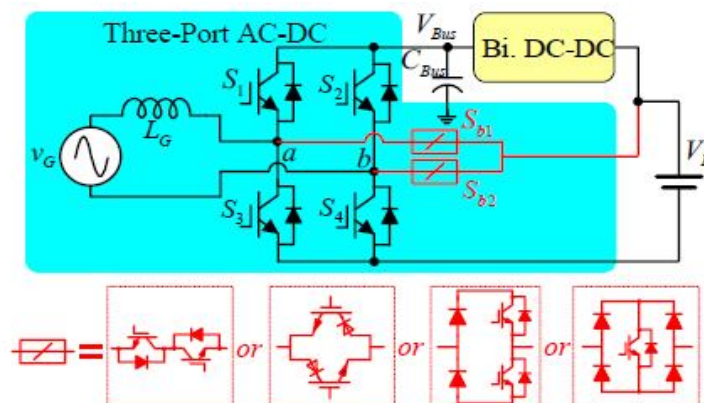 Three-Port AC-DC
V_Bus
Bi. DC-DC
C_Bus
S_1
S_2
L_G
S_b1
v_G
a
b
S_b2
S_3
S_4
= or or or